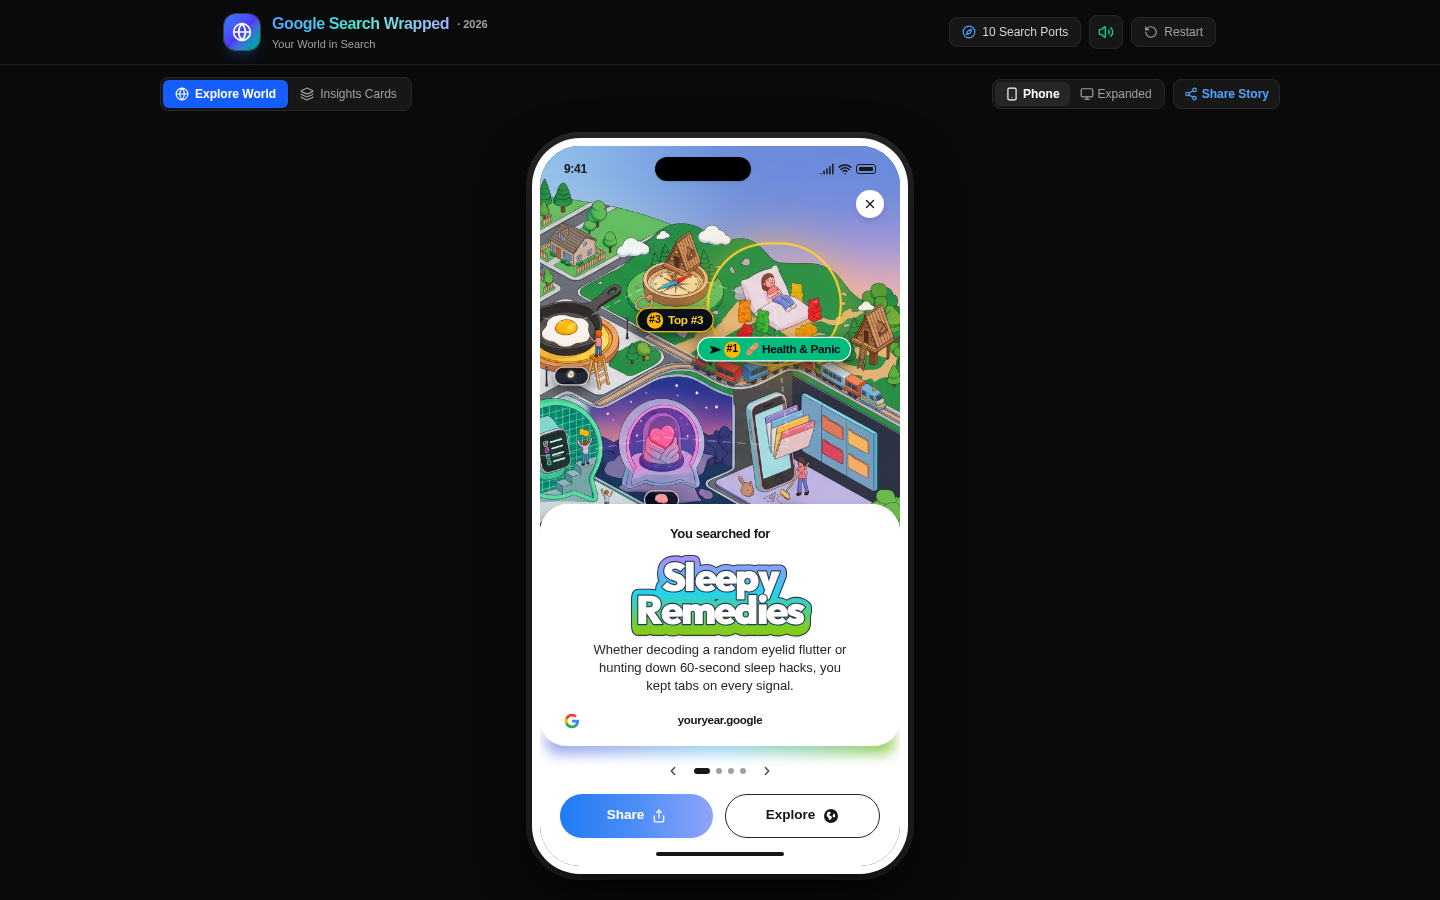 Google Search Wrapped · 2026
Your World in Search
10 Search Ports
Restart
Explore World
Insights Cards
Phone
Expanded
Share Story
9:41
#3 Top #3
#1 Health & Panic
You searched for
Sleepy
Remedies
Whether decoding a random eyelid flutter or
hunting down 60-second sleep hacks, you
kept tabs on every signal.
youryear.google
Share
Explore